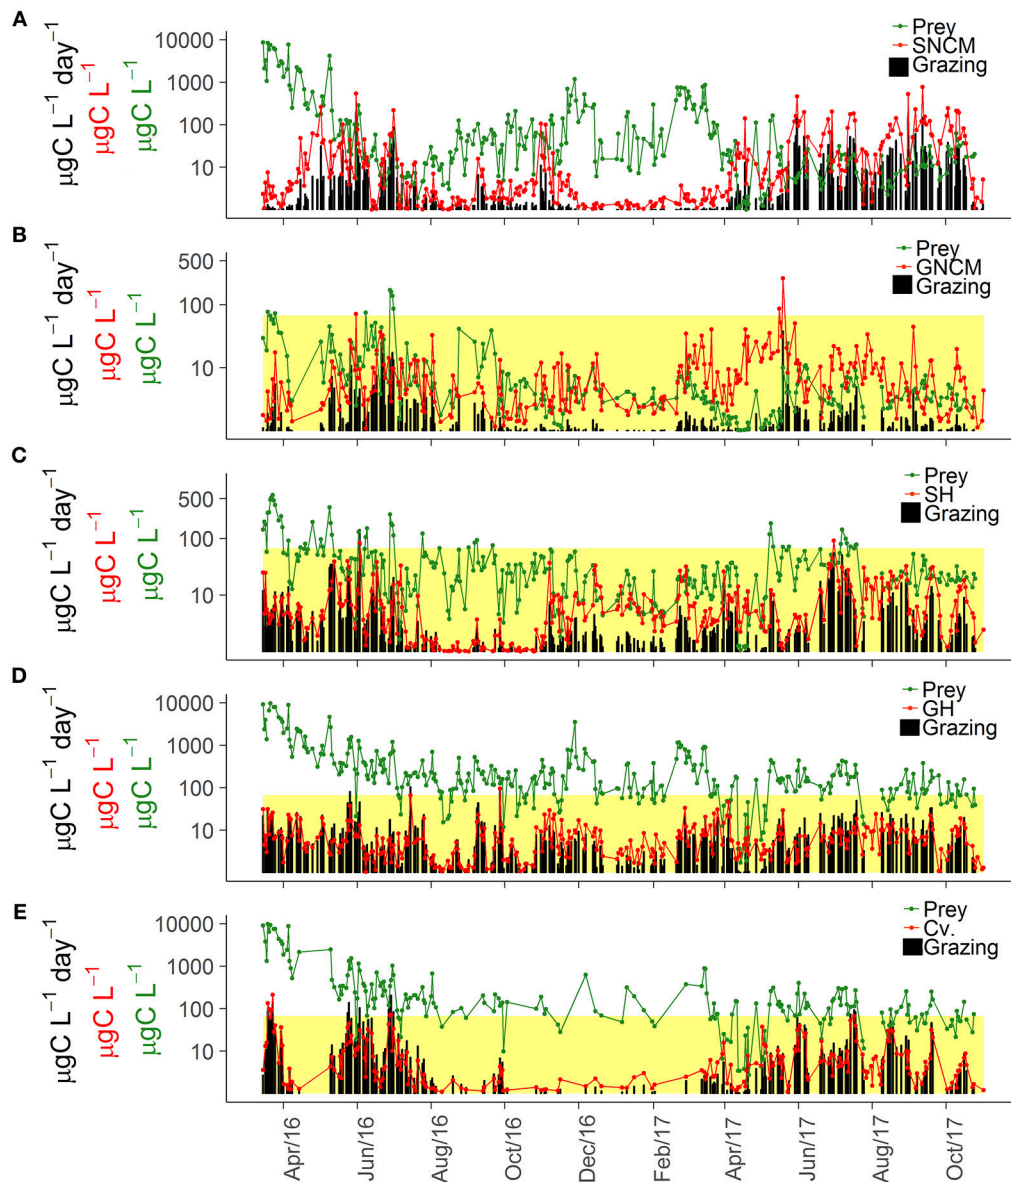 A
µgC L⁻¹ day⁻¹
µgC L⁻¹
µgC L⁻¹
10000
1000
100
10
Prey
SNCM
Grazing
B
µgC L⁻¹ day⁻¹
µgC L⁻¹
µgC L⁻¹
500
100
10
Prey
GNCM
Grazing
C
µgC L⁻¹ day⁻¹
µgC L⁻¹
µgC L⁻¹
500
100
10
Prey
SH
Grazing
D
µgC L⁻¹ day⁻¹
µgC L⁻¹
µgC L⁻¹
10000
1000
100
10
Prey
GH
Grazing
E
µgC L⁻¹ day⁻¹
µgC L⁻¹
µgC L⁻¹
10000
1000
100
10
Prey
Cv.
Grazing
Apr/16
Jun/16
Aug/16
Oct/16
Dec/16
Feb/17
Apr/17
Jun/17
Aug/17
Oct/17